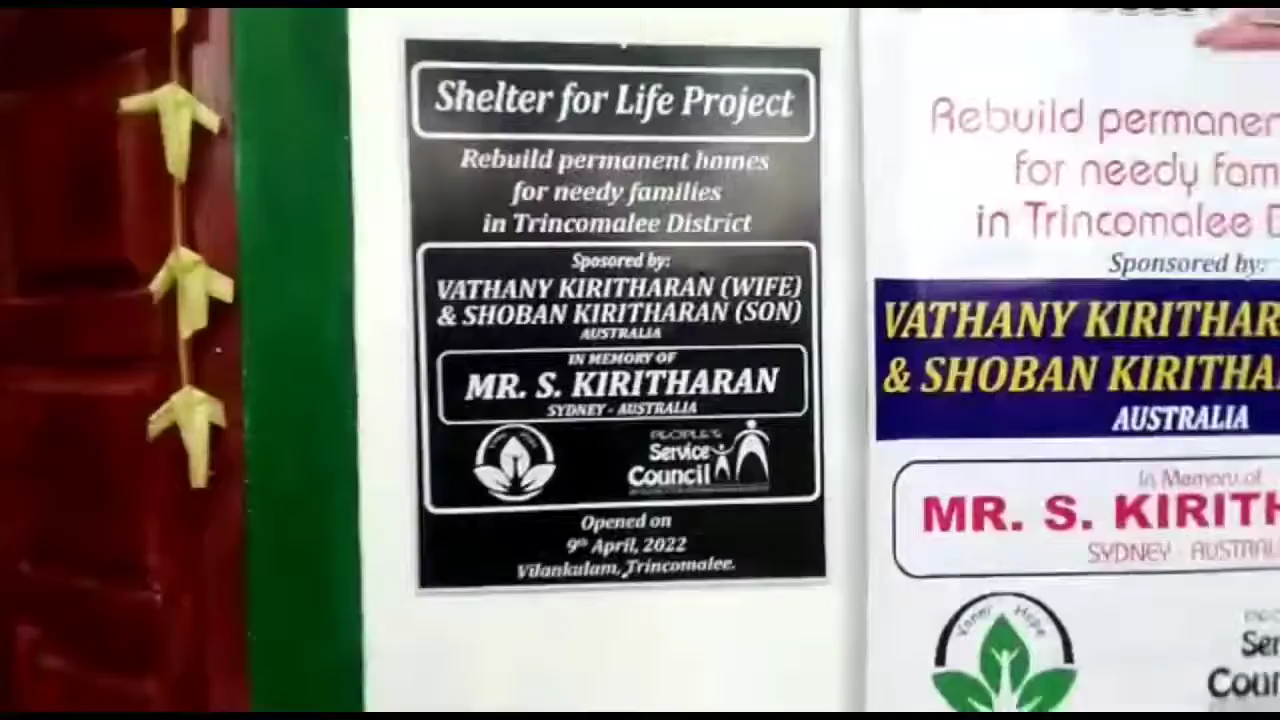 Shelter for Life Project
Rebuild permanent homes
for needy families
in Trincomalee District
Sposored by:
VATHANY KIRITHARAN (WIFE)
& SHOBAN KIRITHARAN (SON)
AUSTRALIA
IN MEMORY OF
MR. S. KIRITHARAN
SYDNEY - AUSTRALIA
PEOPLE'S
Service
Council
Opened on
9th April, 2022
Vilankulam, Trincomalee.
Rebuild permanen
for needy fam
in TrIncomalee D
Sponsored by:
VATHANY KIRITHAR
& SHOBAN KIRITHA
AUSTRALIA
In Memory of
MR. S. KIRITH
SYDNEY - AUSTRAL
Vanni Hope
Ser
Coun